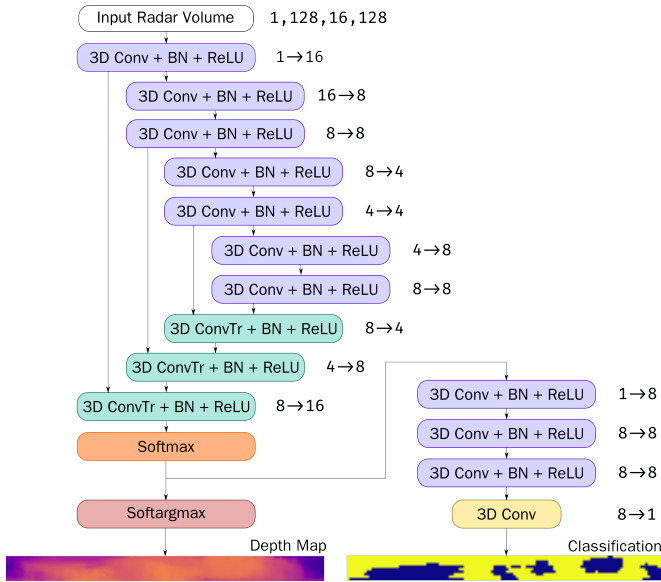 Input Radar Volume 1,128,16,128
3D Conv + BN + ReLU 1→16
3D Conv + BN + ReLU 16→8
3D Conv + BN + ReLU 8→8
3D Conv + BN + ReLU 8→4
3D Conv + BN + ReLU 4→4
3D Conv + BN + ReLU 4→8
3D Conv + BN + ReLU 8→8
3D ConvTr + BN + ReLU 8→4
3D ConvTr + BN + ReLU 4→8
3D ConvTr + BN + ReLU 8→16
Softmax
Softargmax
Depth Map
3D Conv + BN + ReLU 1→8
3D Conv + BN + ReLU 8→8
3D Conv + BN + ReLU 8→8
3D Conv 8→1
Classification